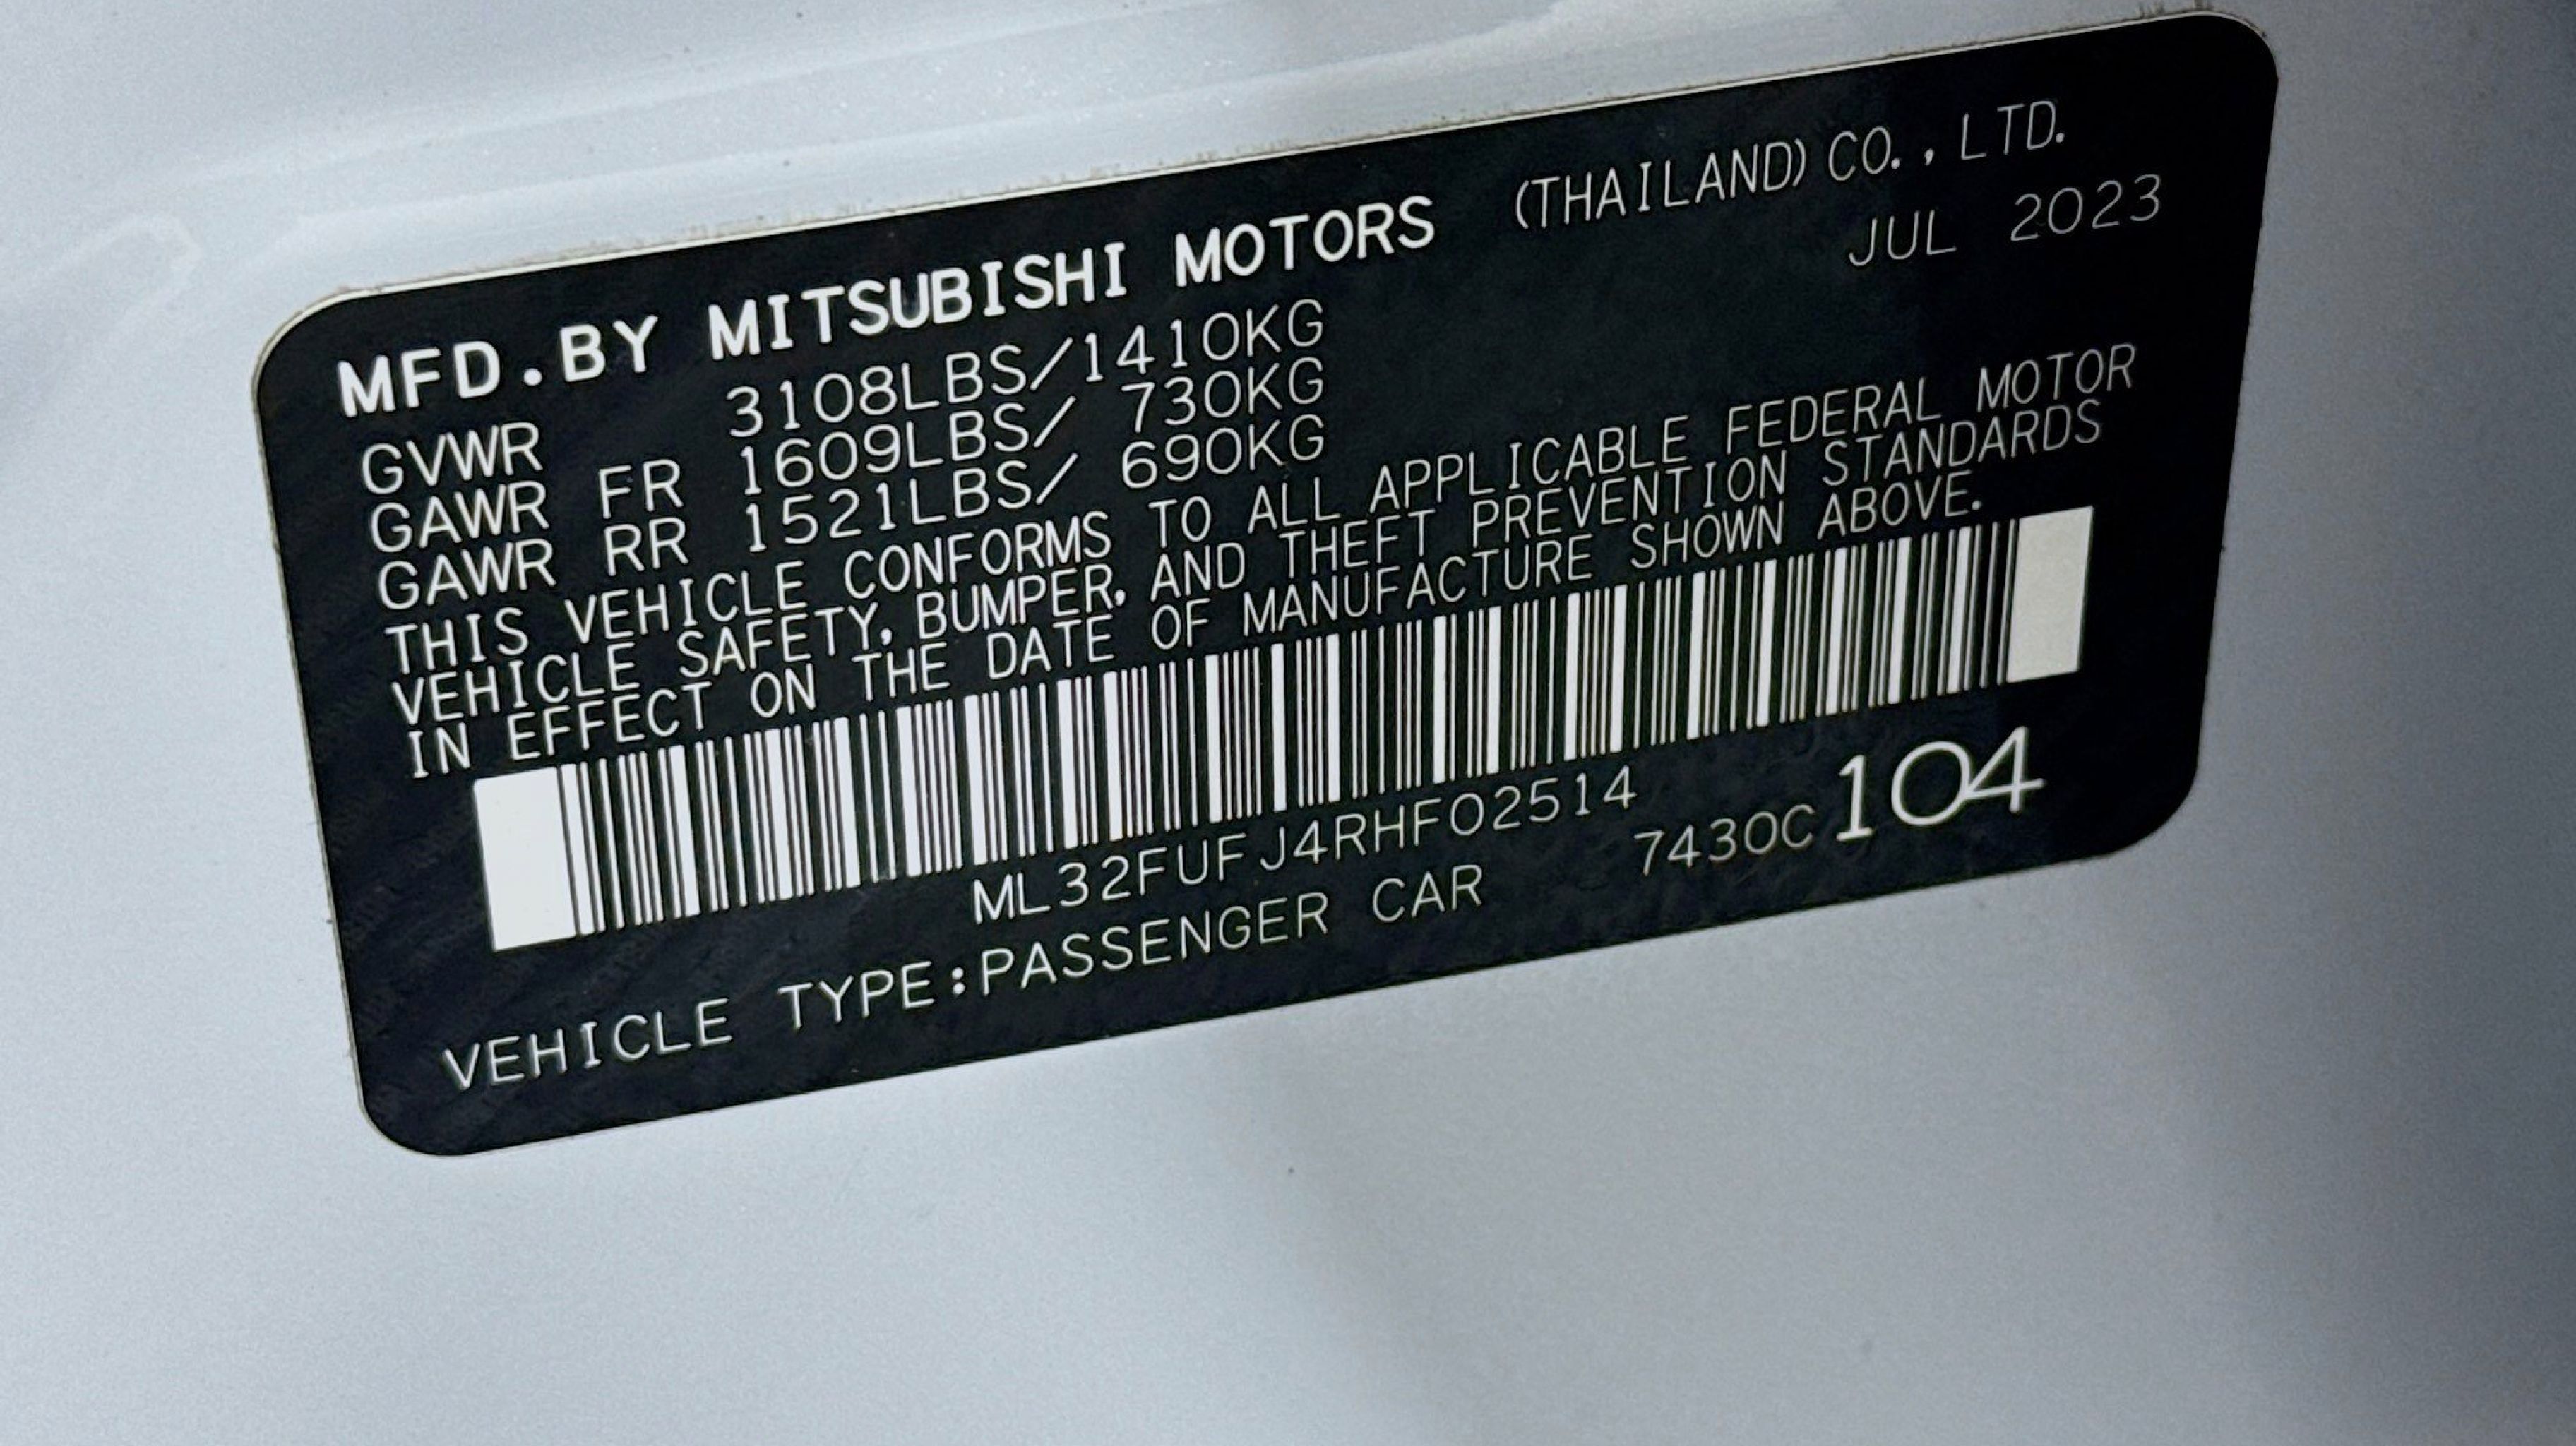 MFD.BY MITSUBISHI MOTORS (THAILAND) CO., LTD.
JUL 2023
GVWR 3108LBS/1410KG
GAWR FR 1609LBS/ 730KG
GAWR RR 1521LBS/ 690KG
THIS VEHICLE CONFORMS TO ALL APPLICABLE FEDERAL MOTOR
VEHICLE SAFETY, BUMPER, AND THEFT PREVENTION STANDARDS
IN EFFECT ON THE DATE OF MANUFACTURE SHOWN ABOVE.
ML32FUFJ4RHF02514
VEHICLE TYPE:PASSENGER CAR 7430C104